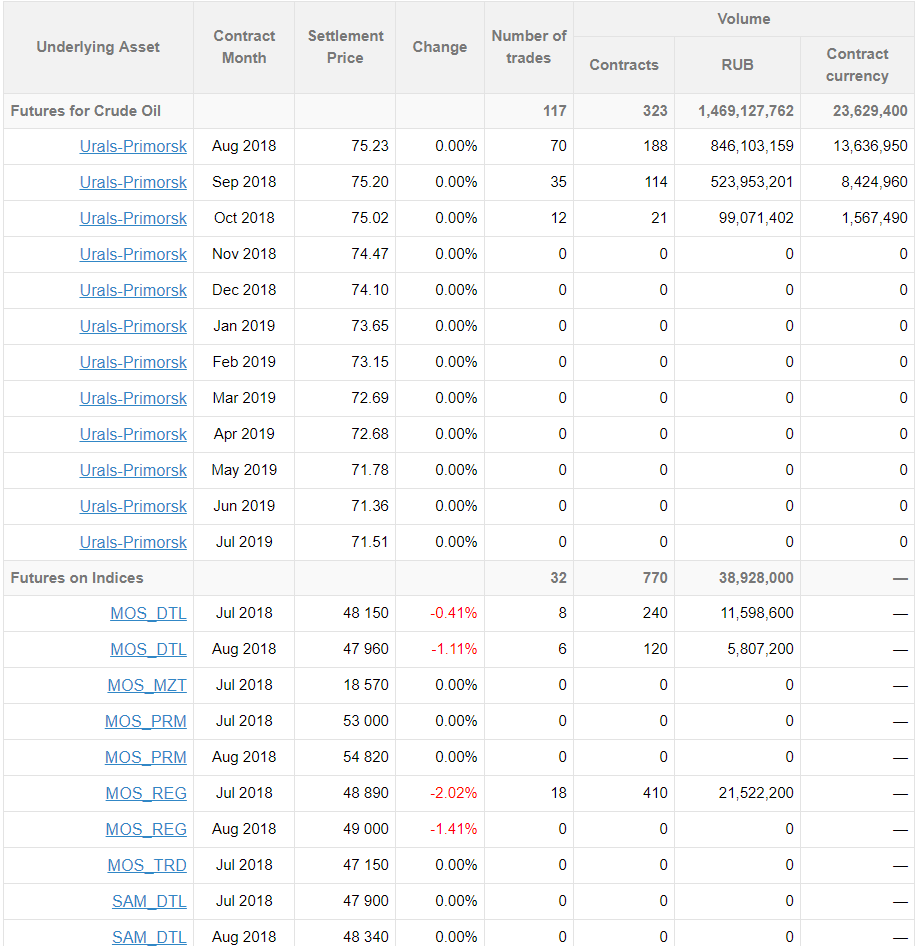 Underlying Asset Contract Month Settlement Price Change Number of trades Volume
Contracts RUB Contract currency
Futures for Crude Oil 117 323 1,469,127,762 23,629,400
Urals-Primorsk Aug 2018 75.23 0.00% 70 188 846,103,159 13,636,950
Urals-Primorsk Sep 2018 75.20 0.00% 35 114 523,953,201 8,424,960
Urals-Primorsk Oct 2018 75.02 0.00% 12 21 99,071,402 1,567,490
Urals-Primorsk Nov 2018 74.47 0.00% 0 0 0 0
Urals-Primorsk Dec 2018 74.10 0.00% 0 0 0 0
Urals-Primorsk Jan 2019 73.65 0.00% 0 0 0 0
Urals-Primorsk Feb 2019 73.15 0.00% 0 0 0 0
Urals-Primorsk Mar 2019 72.69 0.00% 0 0 0 0
Urals-Primorsk Apr 2019 72.68 0.00% 0 0 0 0
Urals-Primorsk May 2019 71.78 0.00% 0 0 0 0
Urals-Primorsk Jun 2019 71.36 0.00% 0 0 0 0
Urals-Primorsk Jul 2019 71.51 0.00% 0 0 0 0
Futures on Indices 32 770 38,928,000 —
MOS_DTL Jul 2018 48 150 -0.41% 8 240 11,598,600 —
MOS_DTL Aug 2018 47 960 -1.11% 6 120 5,807,200 —
MOS_MZT Jul 2018 18 570 0.00% 0 0 0 —
MOS_PRM Jul 2018 53 000 0.00% 0 0 0 —
MOS_PRM Aug 2018 54 820 0.00% 0 0 0 —
MOS_REG Jul 2018 48 890 -2.02% 18 410 21,522,200 —
MOS_REG Aug 2018 49 000 -1.41% 0 0 0 —
MOS_TRD Jul 2018 47 150 0.00% 0 0 0 —
SAM_DTL Jul 2018 47 900 0.00% 0 0 0 —
SAM_DTL Aug 2018 48 340 0.00% 0 0 0 —